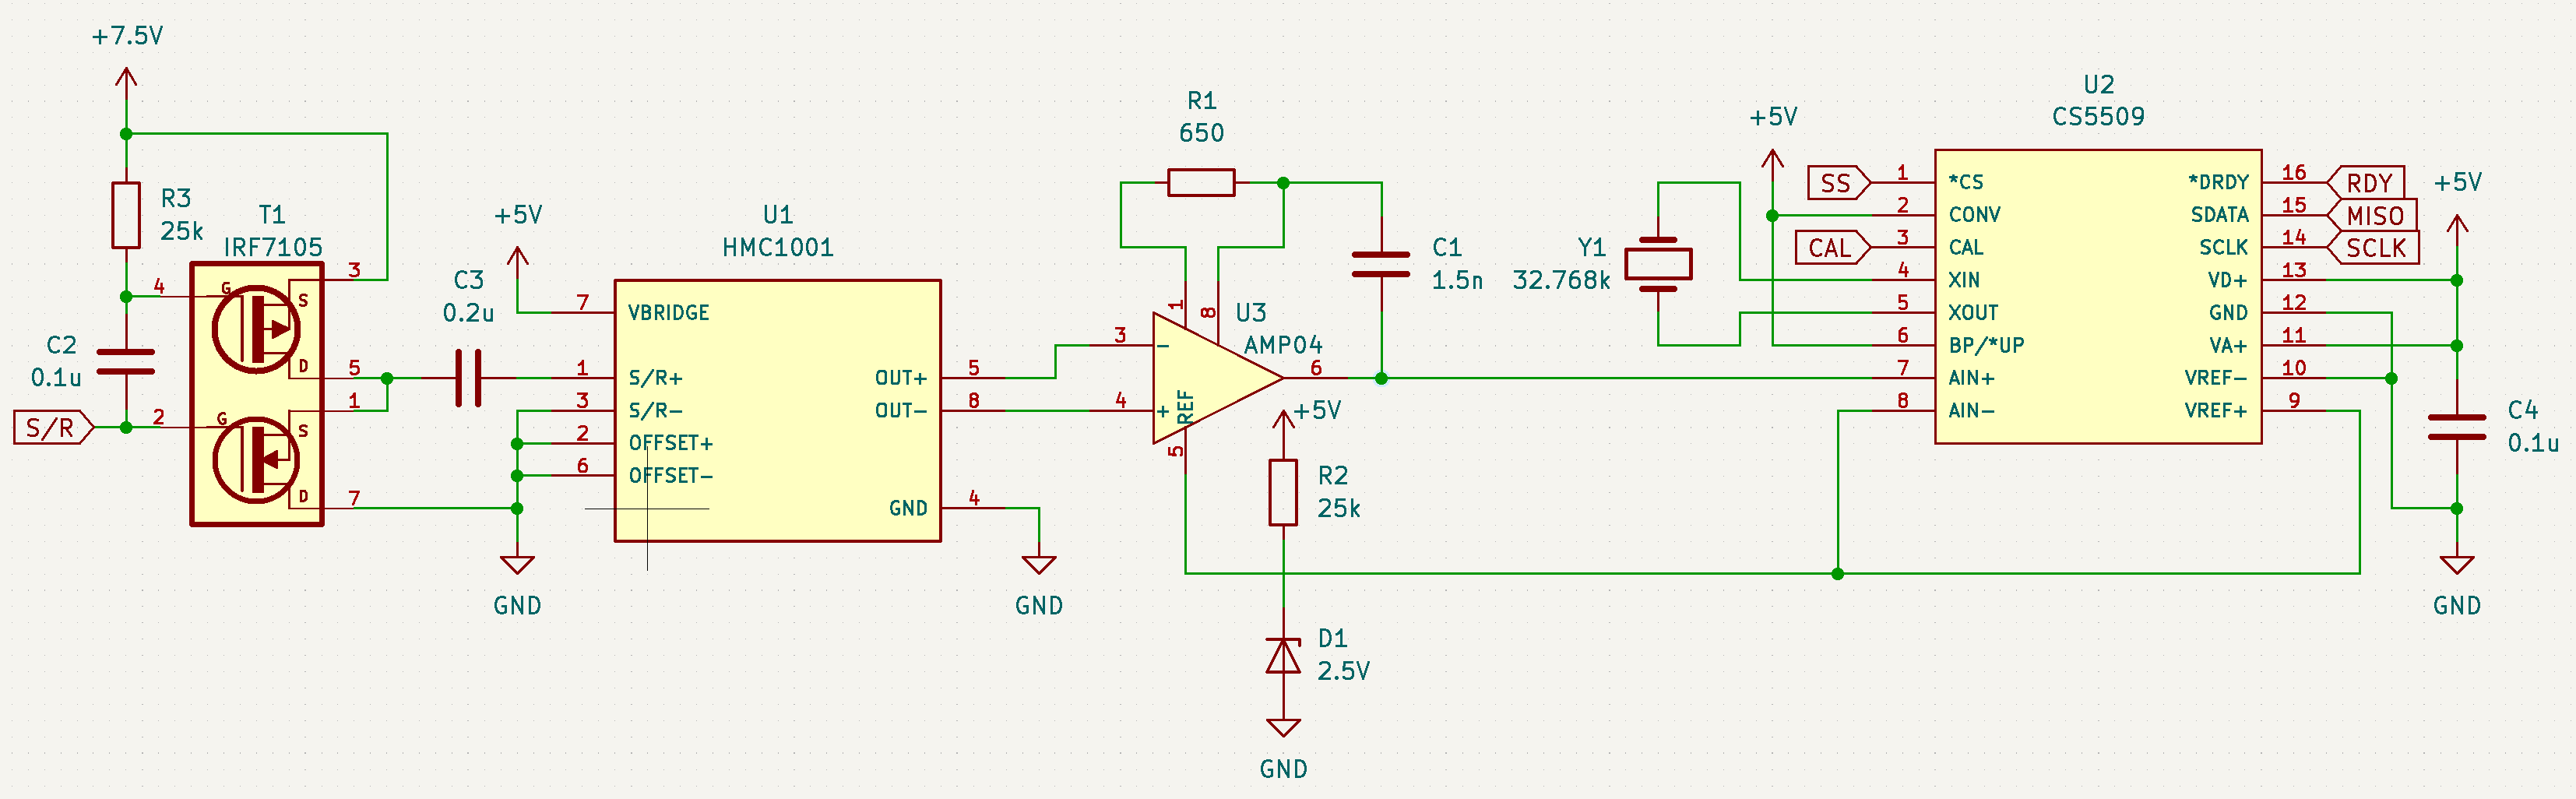 +7.5V
R3
25k
C2
0.1u
S/R
T1
IRF7105
4
G
S
3
D
5
2
G
S
1
D
7
C3
0.2u
+5V
GND
U1
HMC1001
7
VBRIDGE
1
S/R+
3
S/R-
2
OFFSET+
6
OFFSET-
OUT+
5
OUT-
8
GND
4
GND
R1
650
C1
1.5n
U3
AMP04
1
8
3
-
4
+
REF
5
6
+5V
R2
25k
D1
2.5V
GND
Y1
32.768k
+5V
U2
CS5509
SS
1
*CS
2
CONV
CAL
3
CAL
4
XIN
5
XOUT
6
BP/*UP
7
AIN+
8
AIN-
*DRDY
16
RDY
SDATA
15
MISO
SCLK
14
SCLK
VD+
13
GND
12
VA+
11
VREF-
10
VREF+
9
+5V
C4
0.1u
GND